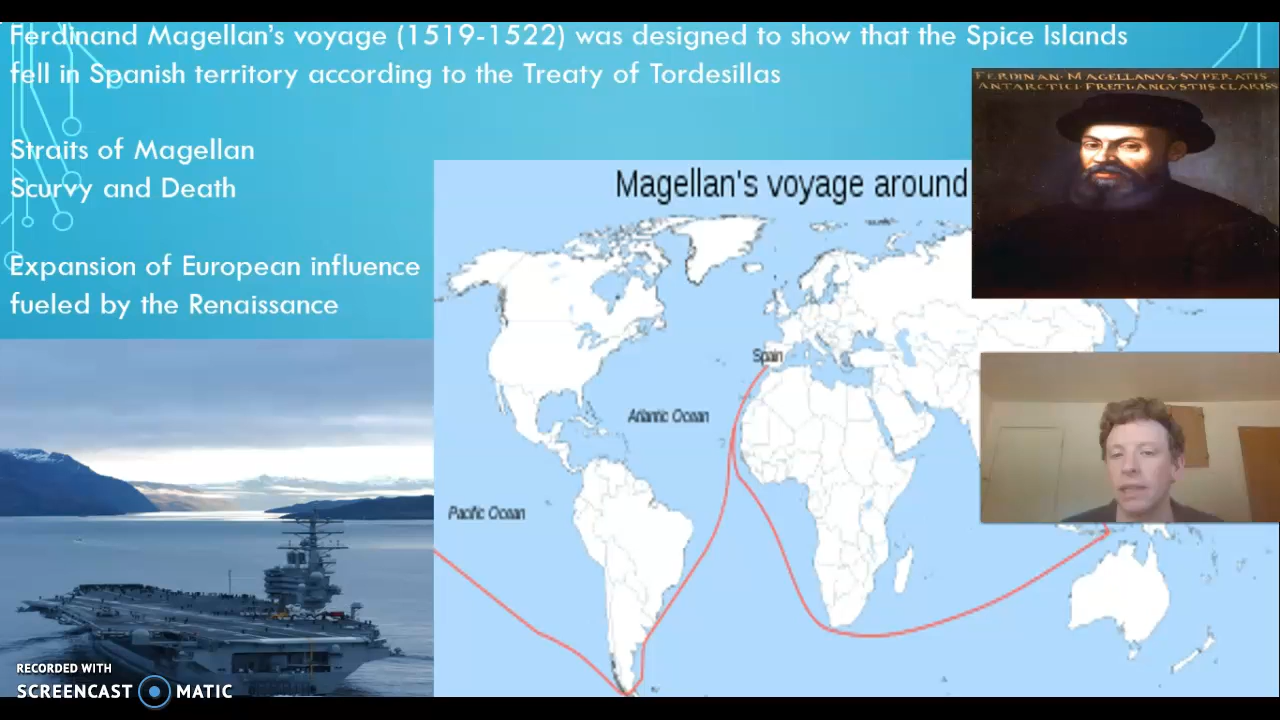 Ferdinand Magellan's voyage (1519-1522) was designed to show that the Spice Islands
fell in Spanish territory according to the Treaty of Tordesillas
Straits of Magellan
Scurvy and Death
Expansion of European influence
fueled by the Renaissance
Magellan's voyage around
FERDINAN MAGELLANVS SVPERATIS
ANTARCTICI FRETI ANGVSTIIS CLARISS
Spain
Atlantic Ocean
Pacific Ocean
RECORDED WITH
SCREENCAST MATIC